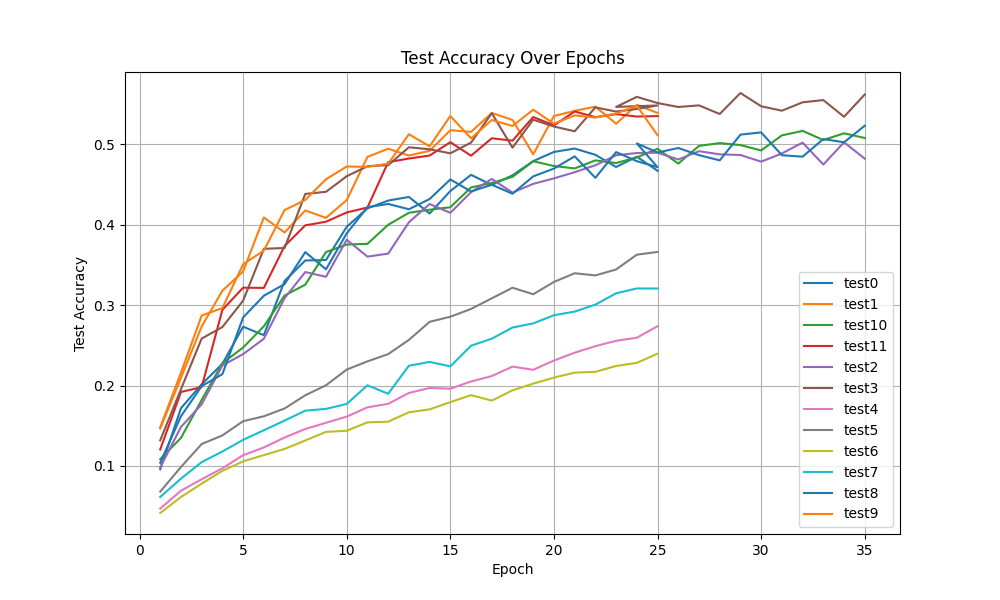 Test Accuracy Over Epochs
Test Accuracy
0.5
0.4
0.3
0.2
0.1
0 5 10 15 20 25 30 35
Epoch
test0
test1
test10
test11
test2
test3
test4
test5
test6
test7
test8
test9